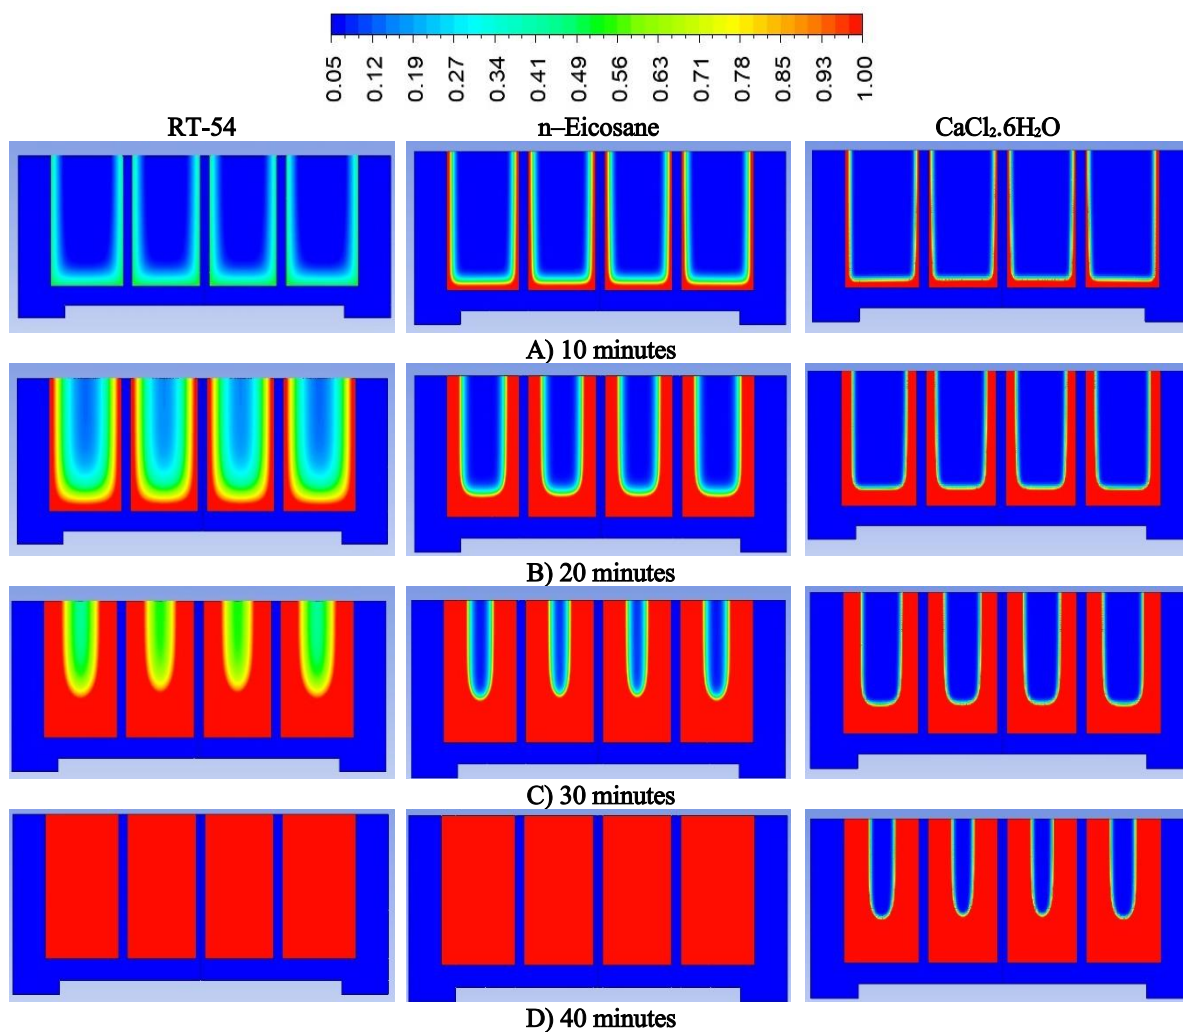 0.05 0.12 0.19 0.27 0.34 0.41 0.49 0.56 0.63 0.71 0.78 0.85 0.93 1.00
RT-54 n–Eicosane CaCl₂.6H₂O
A) 10 minutes
B) 20 minutes
C) 30 minutes
D) 40 minutes